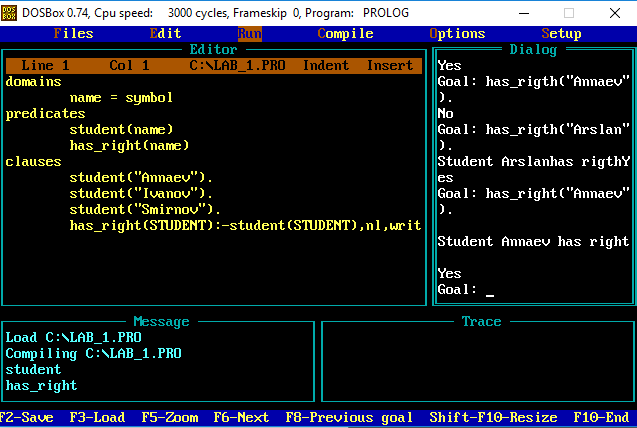 DOSBox 0.74, Cpu speed: 3000 cycles, Frameskip 0, Program: PROLOG
Files Edit Run Compile Options Setup
Editor
Line 1 Col 1 C:\LAB_1.PRO Indent Insert
domains
name = symbol
predicates
student(name)
has_right(name)
clauses
student("Annaev").
student("Ivanov").
student("Smirnov").
has_right(STUDENT):-student(STUDENT),nl,writ
Dialog
Yes
Goal: has_rigth("Annaev"
).
No
Goal: has_rigth("Arslan"
).
Student Arslanhas rigthY
es
Goal: has_right("Annaev"
).
Student Annaev has right
Yes
Goal: _
Message
Load C:\LAB_1.PRO
Compiling C:\LAB_1.PRO
student
has_right
Trace
F2-Save F3-Load F5-Zoom F6-Next F8-Previous goal Shift-F10-Resize F10-End